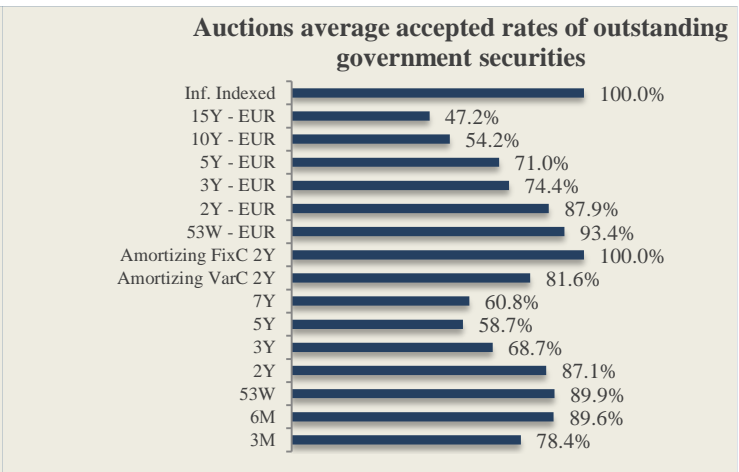 Auctions average accepted rates of outstanding
government securities
Inf. Indexed 100.0%
15Y - EUR 47.2%
10Y - EUR 54.2%
5Y - EUR 71.0%
3Y - EUR 74.4%
2Y - EUR 87.9%
53W - EUR 93.4%
Amortizing FixC 2Y 100.0%
Amortizing VarC 2Y 81.6%
7Y 60.8%
5Y 58.7%
3Y 68.7%
2Y 87.1%
53W 89.9%
6M 89.6%
3M 78.4%